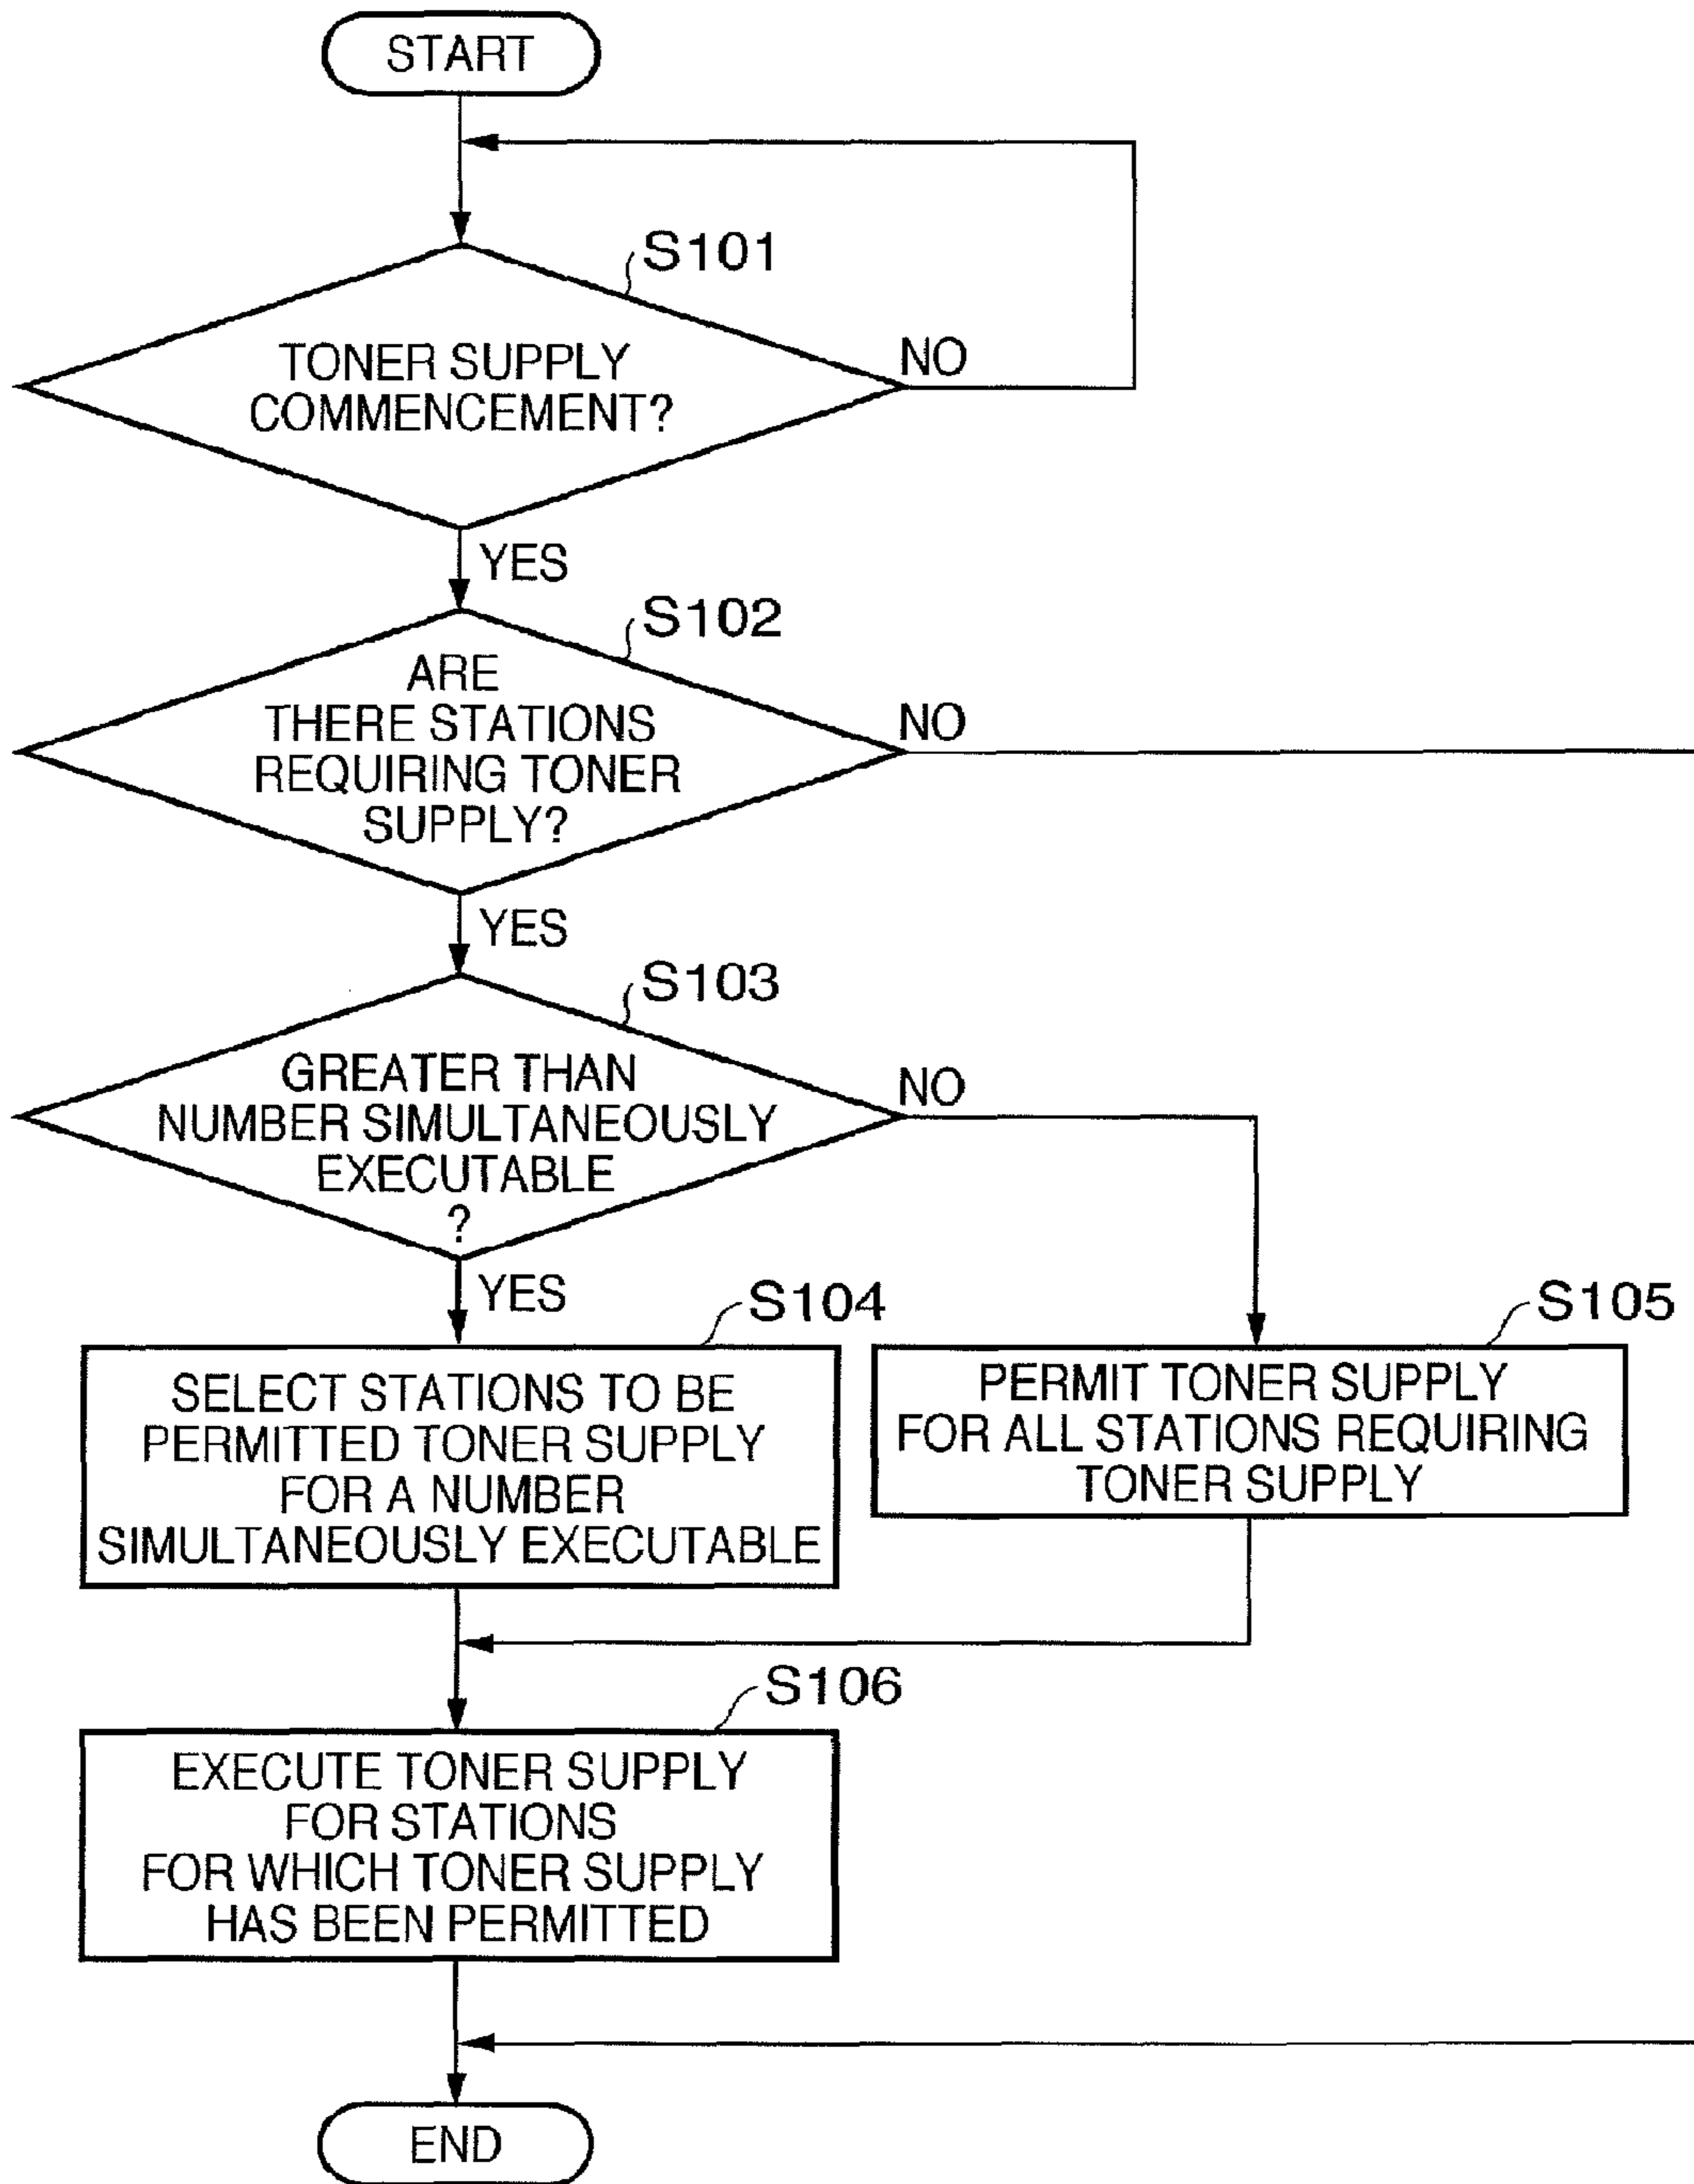 START
S101
TONER SUPPLY
COMMENCEMENT?
NO
YES
S102
ARE
THERE STATIONS
REQUIRING TONER
SUPPLY?
NO
YES
S103
GREATER THAN
NUMBER SIMULTANEOUSLY
EXECUTABLE
?
NO
YES
S104
SELECT STATIONS TO BE
PERMITTED TONER SUPPLY
FOR A NUMBER
SIMULTANEOUSLY EXECUTABLE
S105
PERMIT TONER SUPPLY
FOR ALL STATIONS REQUIRING
TONER SUPPLY
S106
EXECUTE TONER SUPPLY
FOR STATIONS
FOR WHICH TONER SUPPLY
HAS BEEN PERMITTED
END